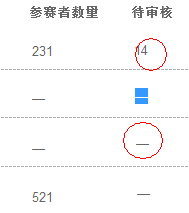 参赛者数量 待审核
231 14
— —
— —
521 —